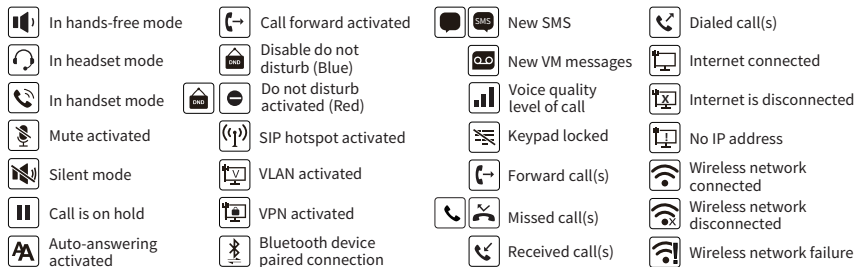 In hands-free mode
In headset mode
In handset mode
Mute activated
Silent mode
Call is on hold
AA
Auto-answering
activated
Call forward activated
DND
Disable do not
disturb (Blue)
DND
Do not disturb
activated (Red)
SIP hotspot activated
V
VLAN activated
VPN activated
Bluetooth device
paired connection
SMS
New SMS
New VM messages
Voice quality
level of call
Keypad locked
Forward call(s)
Missed call(s)
Received call(s)
Dialed call(s)
Internet connected
X
Internet is disconnected
!
No IP address
Wireless network
connected
X
Wireless network
disconnected
!
Wireless network failure